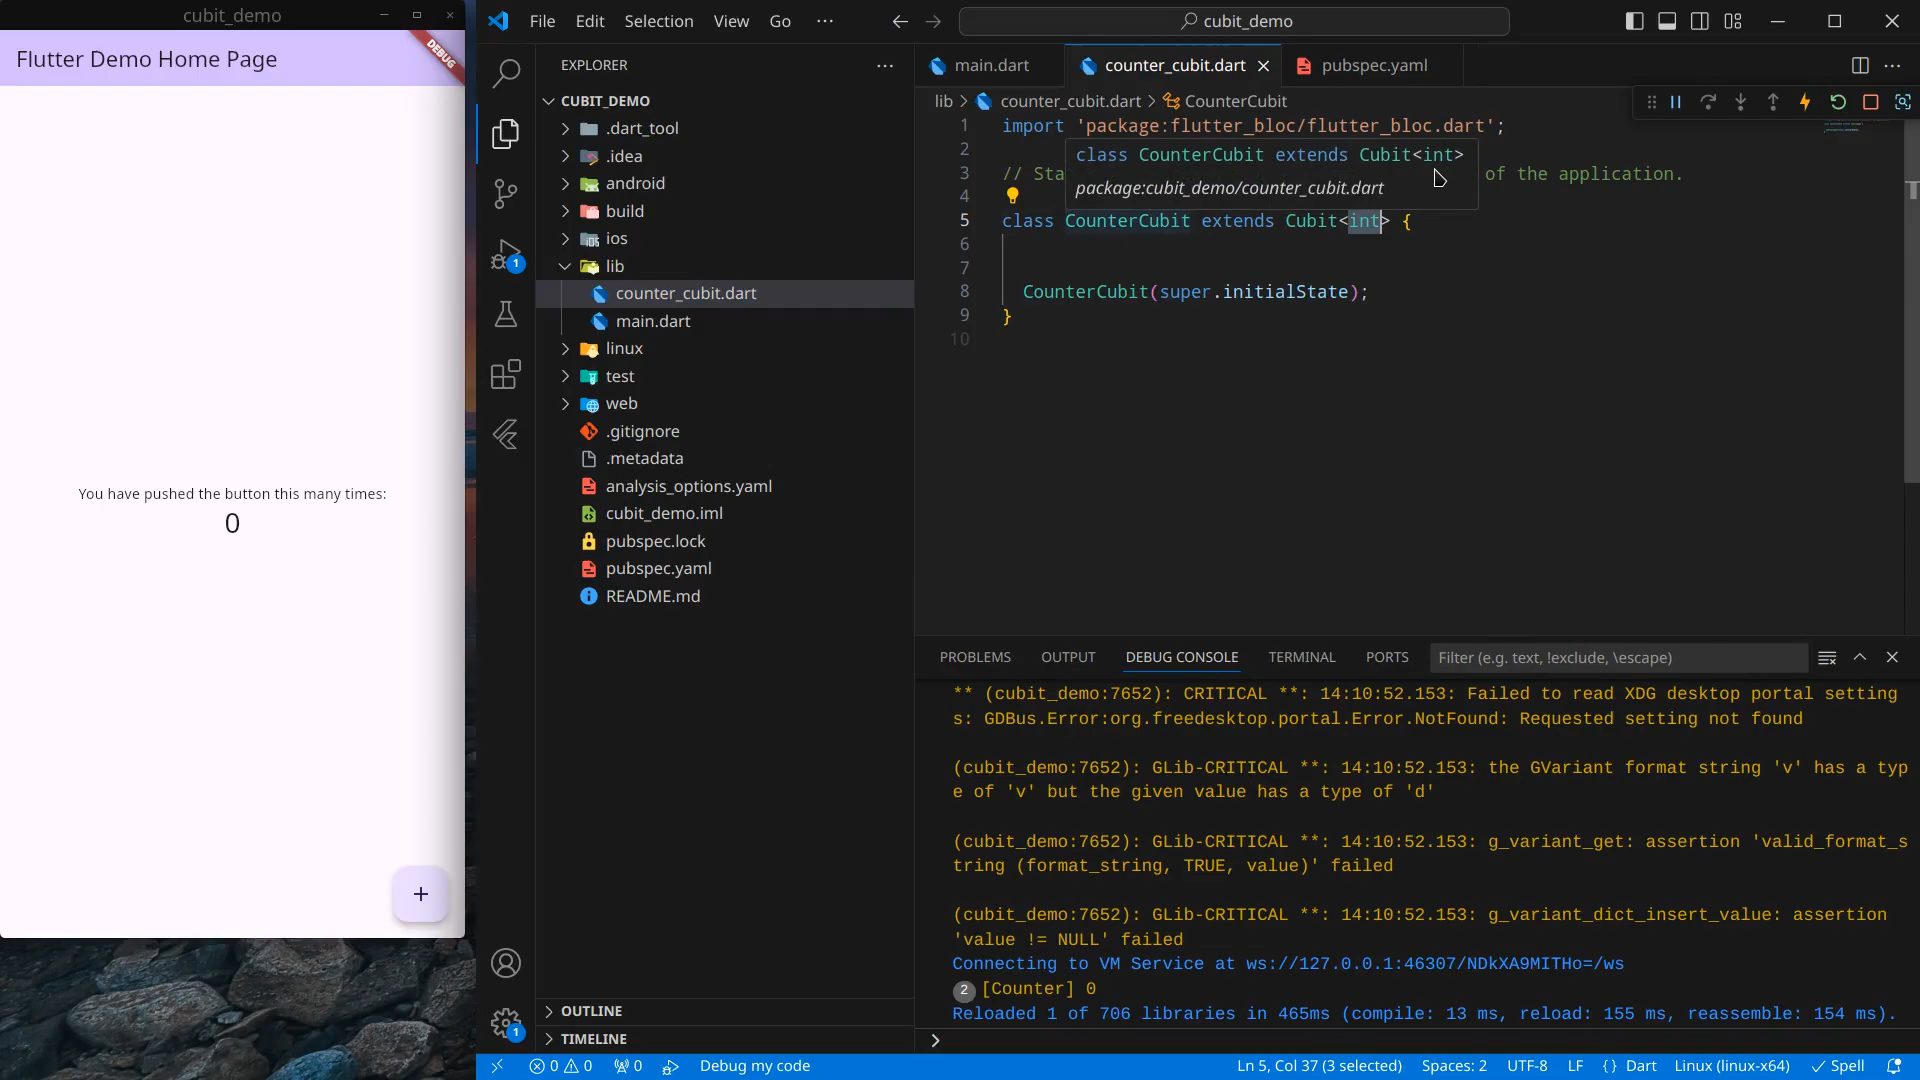 cubit_demo
Flutter Demo Home Page
DEBUG
You have pushed the button this many times:
0
+
File Edit Selection View Go ...
cubit_demo
EXPLORER
CUBIT_DEMO
.dart_tool
.idea
android
build
ios
lib
counter_cubit.dart
main.dart
linux
test
web
.gitignore
.metadata
analysis_options.yaml
cubit_demo.iml
pubspec.lock
pubspec.yaml
README.md
OUTLINE
TIMELINE
1
1
main.dart counter_cubit.dart pubspec.yaml
lib > counter_cubit.dart > CounterCubit
1 import 'package:flutter_bloc/flutter_bloc.dart';
2
class CounterCubit extends Cubit<int>
3 // Sta of the application.
package:cubit_demo/counter_cubit.dart
4
5 class CounterCubit extends Cubit<int> {
6
7
8 CounterCubit(super.initialState);
9 }
10
PROBLEMS OUTPUT DEBUG CONSOLE TERMINAL PORTS Filter (e.g. text, !exclude, \escape)
** (cubit_demo:7652): CRITICAL **: 14:10:52.153: Failed to read XDG desktop portal setting
s: GDBus.Error:org.freedesktop.portal.Error.NotFound: Requested setting not found
(cubit_demo:7652): GLib-CRITICAL **: 14:10:52.153: the GVariant format string 'v' has a typ
e of 'v' but the given value has a type of 'd'
(cubit_demo:7652): GLib-CRITICAL **: 14:10:52.153: g_variant_get: assertion 'valid_format_s
tring (format_string, TRUE, value)' failed
(cubit_demo:7652): GLib-CRITICAL **: 14:10:52.153: g_variant_dict_insert_value: assertion
'value != NULL' failed
Connecting to VM Service at ws://127.0.0.1:46307/NDkXA9MITHo=/ws
2 [Counter] 0
Reloaded 1 of 706 libraries in 465ms (compile: 13 ms, reload: 155 ms, reassemble: 154 ms).
>
0 0 0 Debug my code Ln 5, Col 37 (3 selected) Spaces: 2 UTF-8 LF {} Dart Linux (linux-x64) Spell